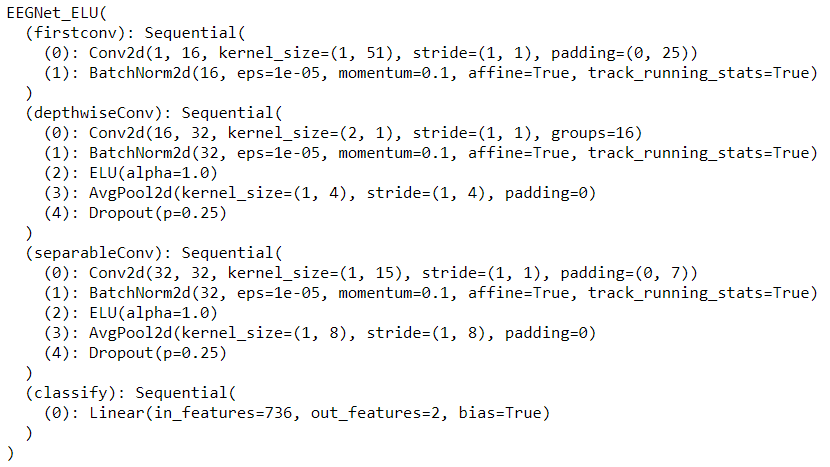 EEGNet_ELU(
  (firstconv): Sequential(
    (0): Conv2d(1, 16, kernel_size=(1, 51), stride=(1, 1), padding=(0, 25))
    (1): BatchNorm2d(16, eps=1e-05, momentum=0.1, affine=True, track_running_stats=True)
  )
  (depthwiseConv): Sequential(
    (0): Conv2d(16, 32, kernel_size=(2, 1), stride=(1, 1), groups=16)
    (1): BatchNorm2d(32, eps=1e-05, momentum=0.1, affine=True, track_running_stats=True)
    (2): ELU(alpha=1.0)
    (3): AvgPool2d(kernel_size=(1, 4), stride=(1, 4), padding=0)
    (4): Dropout(p=0.25)
  )
  (separableConv): Sequential(
    (0): Conv2d(32, 32, kernel_size=(1, 15), stride=(1, 1), padding=(0, 7))
    (1): BatchNorm2d(32, eps=1e-05, momentum=0.1, affine=True, track_running_stats=True)
    (2): ELU(alpha=1.0)
    (3): AvgPool2d(kernel_size=(1, 8), stride=(1, 8), padding=0)
    (4): Dropout(p=0.25)
  )
  (classify): Sequential(
    (0): Linear(in_features=736, out_features=2, bias=True)
  )
)